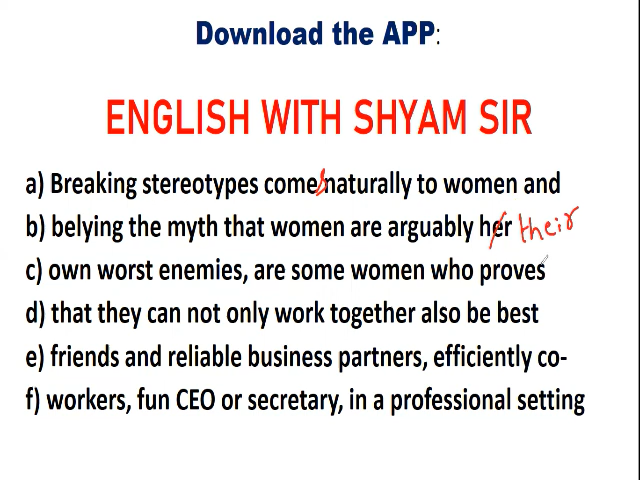 Download the APP:
ENGLISH WITH SHYAM SIR
a) Breaking stereotypes comes naturally to women and
b) belying the myth that women are arguably her their
c) own worst enemies, are some women who proves
d) that they can not only work together also be best
e) friends and reliable business partners, efficiently co-
f) workers, fun CEO or secretary, in a professional setting